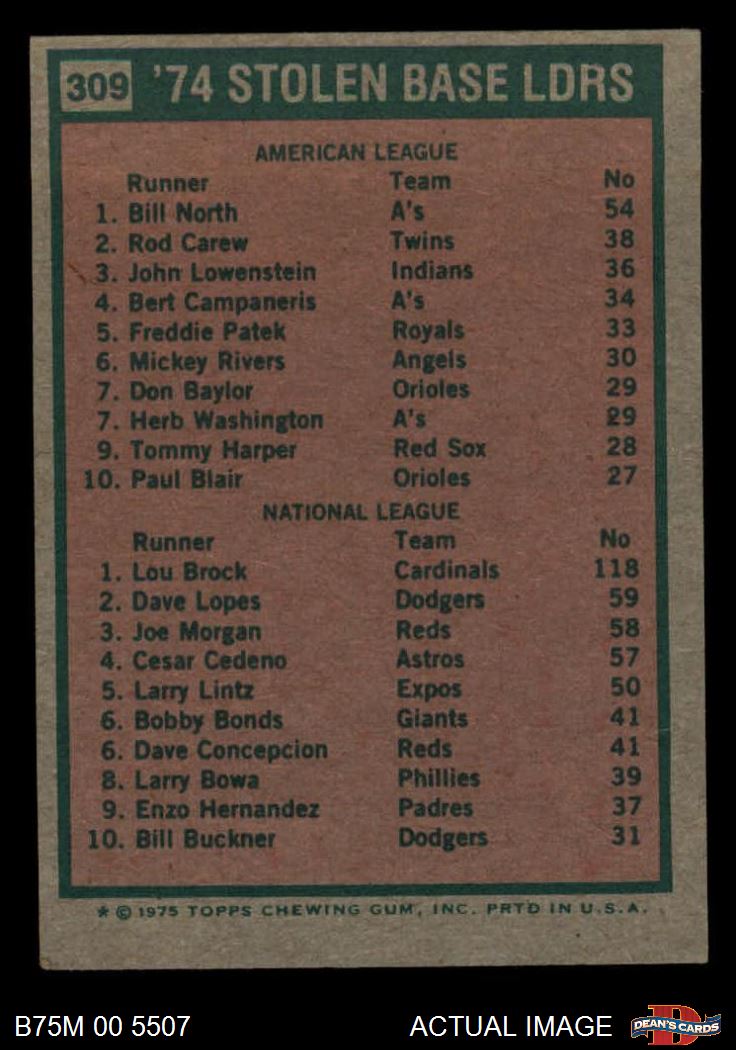 309 '74 STOLEN BASE LDRS
AMERICAN LEAGUE
Runner Team No
1. Bill North A's 54
2. Rod Carew Twins 38
3. John Lowenstein Indians 36
4. Bert Campaneris A's 34
5. Freddie Patek Royals 33
6. Mickey Rivers Angels 30
7. Don Baylor Orioles 29
7. Herb Washington A's 29
9. Tommy Harper Red Sox 28
10. Paul Blair Orioles 27
NATIONAL LEAGUE
Runner Team No
1. Lou Brock Cardinals 118
2. Dave Lopes Dodgers 59
3. Joe Morgan Reds 58
4. Cesar Cedeno Astros 57
5. Larry Lintz Expos 50
6. Bobby Bonds Giants 41
6. Dave Concepcion Reds 41
8. Larry Bowa Phillies 39
9. Enzo Hernandez Padres 37
10. Bill Buckner Dodgers 31
* © 1975 TOPPS CHEWING GUM, INC. PRTD IN U.S.A.
B75M 00 5507 ACTUAL IMAGE D DEAN'S CARDS